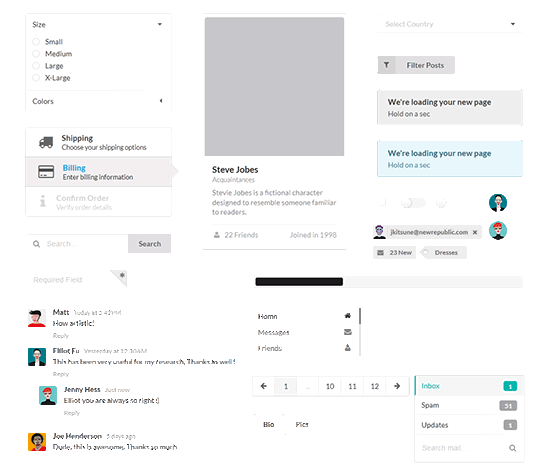 Size
Small
Medium
Large
X-Large
Colors
Shipping
Choose your shipping options
Billing
Enter billing information
Confirm Order
Verify order details
Search...
Search
Required Field
*
Matt Today at 5:42PM
How artistic!
Reply
Elliot Fu Yesterday at 12:30AM
This has been very useful for my research. Thanks as well!
Reply
Jenny Hess Just now
Elliot you are always so right :)
Reply
Joe Henderson 5 days ago
Dude, this is awesome. Thanks so much
Steve Jobes
Acquaintances
Stevie Jobes is a fictional character
designed to resemble someone familiar
to readers.
22 Friends
Joined in 1998
Select Country
Filter Posts
We're loading your new page
Hold on a sec
We're loading your new page
Hold on a sec
jkitsune@newrepublic.com
23 New
Dresses
Home
Messages
Friends
1 ... 10 11 12
Bio
Pics
Inbox 1
Spam 51
Updates 1
Search mail...